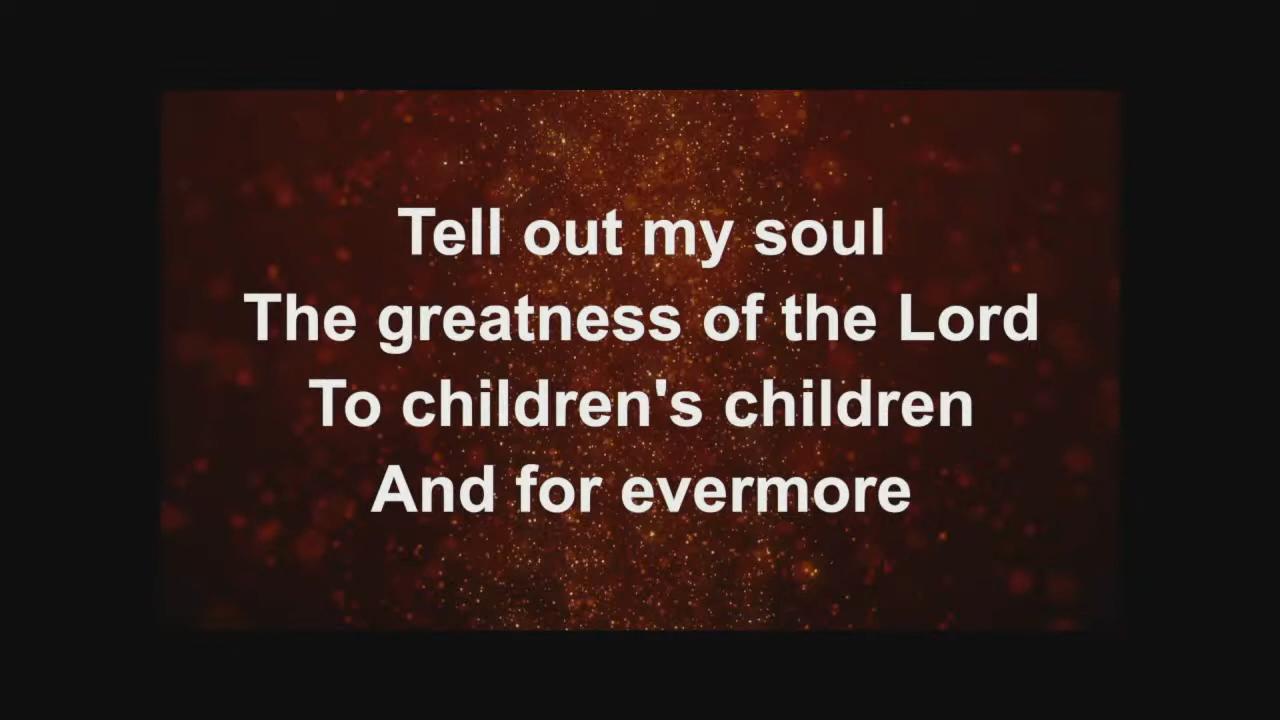 Tell out my soul
The greatness of the Lord
To children's children
And for evermore